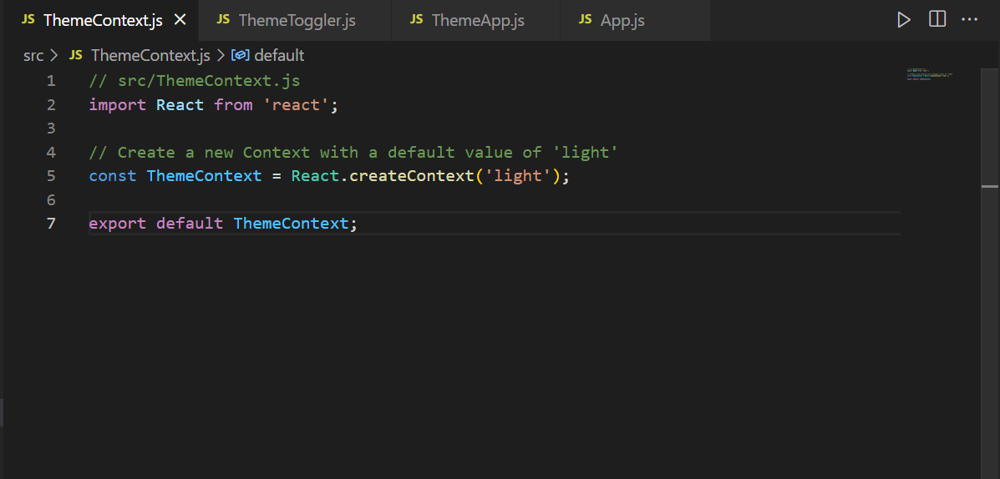 JS ThemeContext.js JS ThemeToggler.js JS ThemeApp.js JS App.js
src > JS ThemeContext.js > default
1 // src/ThemeContext.js
2 import React from 'react';
3
4 // Create a new Context with a default value of 'light'
5 const ThemeContext = React.createContext('light');
6
7 export default ThemeContext;